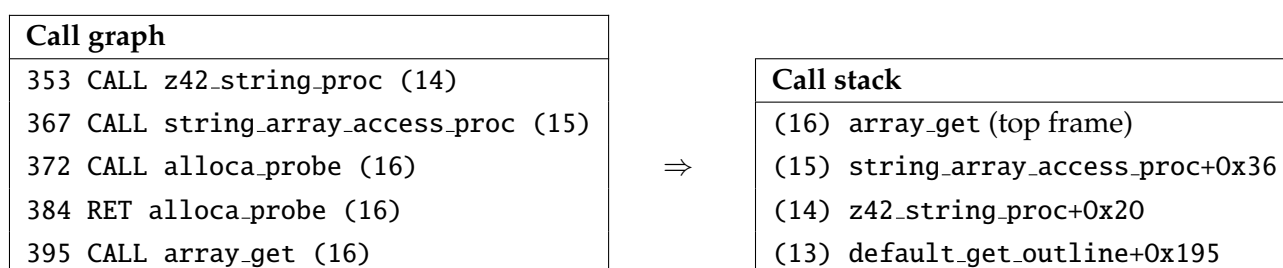 Call graph
353 CALL z42_string_proc (14)
367 CALL string_array_access_proc (15)
372 CALL alloca_probe (16)
384 RET alloca_probe (16)
395 CALL array_get (16)
⇒
Call stack
(16) array_get (top frame)
(15) string_array_access_proc+0x36
(14) z42_string_proc+0x20
(13) default_get_outline+0x195